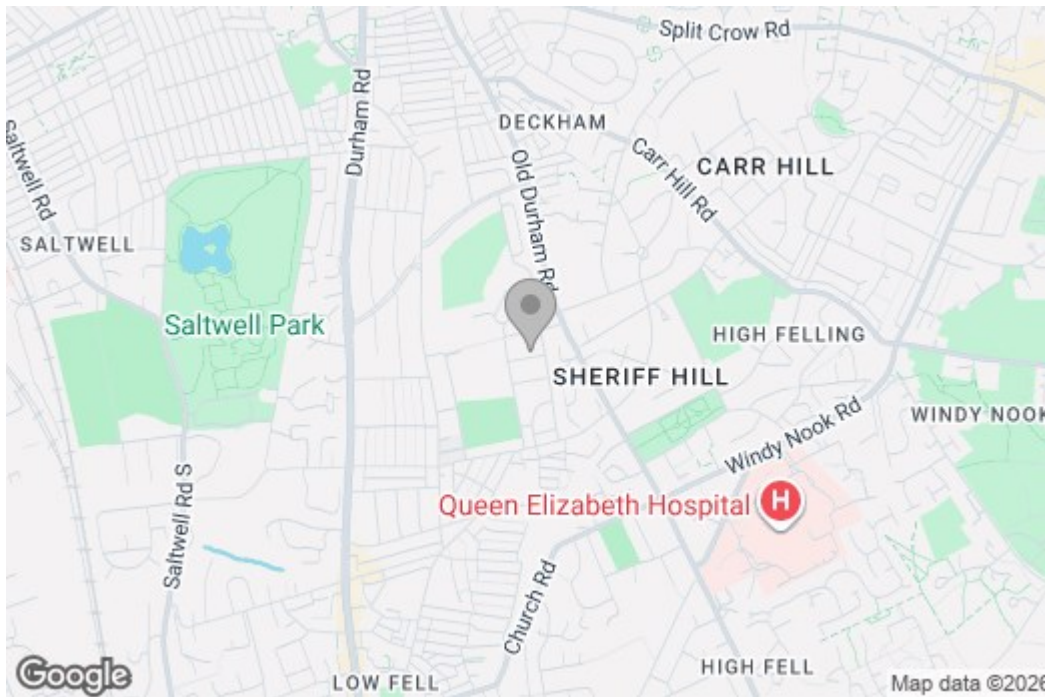 Split Crow Rd
Durham Rd
DECKHAM
Old Durham Rd
Carr Hill Rd
CARR HILL
Saltwell Rd
SALTWELL
Saltwell Park
HIGH FELLING
SHERIFF HILL
WINDY NOOK
Windy Nook Rd
Queen Elizabeth Hospital
H
Saltwell Rd S
Church Rd
HIGH FELL
LOW FELL
Google
Map data ©2026